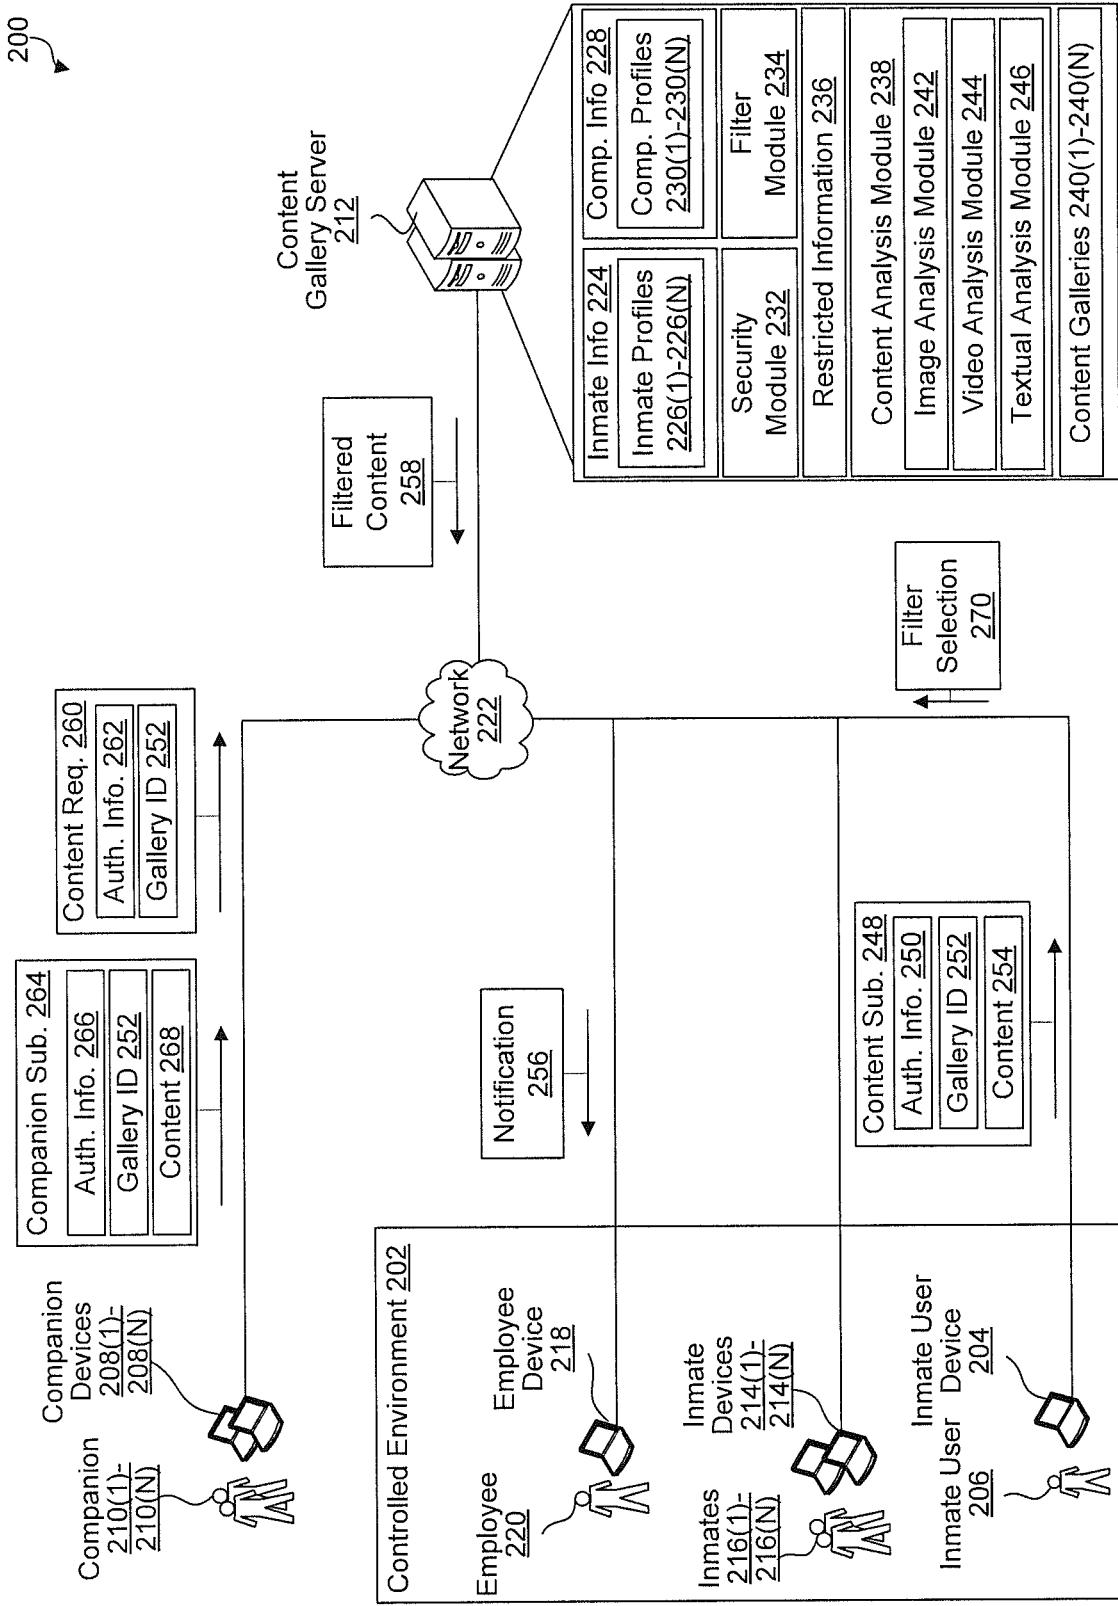 200
Companion
210(1)-
210(N)
Companion
Devices
208(1)-
208(N)
Companion Sub. 264
Auth. Info. 266
Gallery ID 252
Content 268
Content Req. 260
Auth. Info. 262
Gallery ID 252
Content
Gallery Server
212
Controlled Environment 202
Employee
220
Employee
Device
218
Notification
256
Network
222
Filtered
Content
258
Inmates
216(1)-
216(N)
Inmate
Devices
214(1)-
214(N)
Inmate User
206
Inmate User
Device
204
Content Sub. 248
Auth. Info. 250
Gallery ID 252
Content 254
Filter
Selection
270
Inmate Info 224
Inmate Profiles
226(1)-226(N)
Comp. Info 228
Comp. Profiles
230(1)-230(N)
Security
Module 232
Filter
Module 234
Restricted Information 236
Content Analysis Module 238
Image Analysis Module 242
Video Analysis Module 244
Textual Analysis Module 246
Content Galleries 240(1)-240(N)